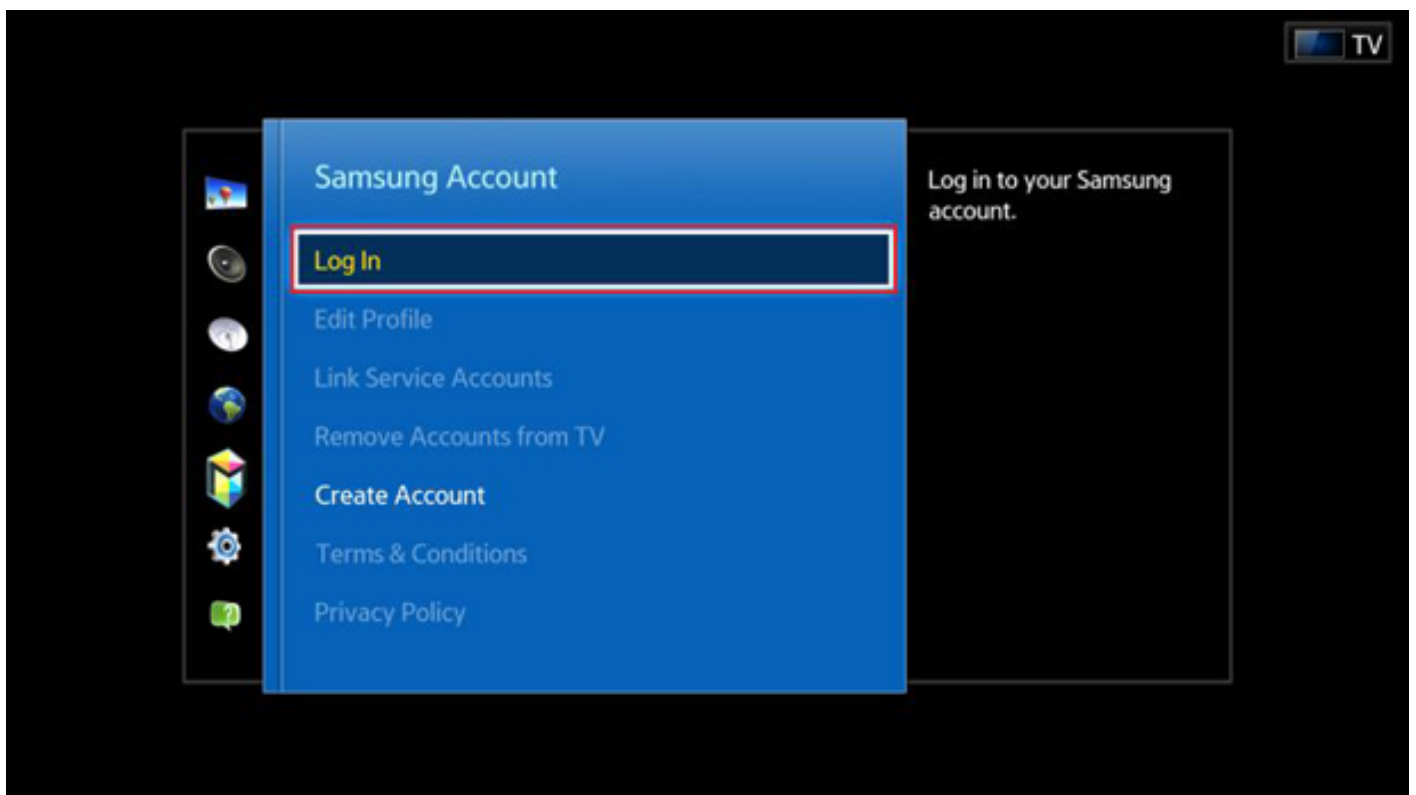 TV
Samsung Account
Log In
Edit Profile
Link Service Accounts
Remove Accounts from TV
Create Account
Terms & Conditions
Privacy Policy
Log in to your Samsung
account.